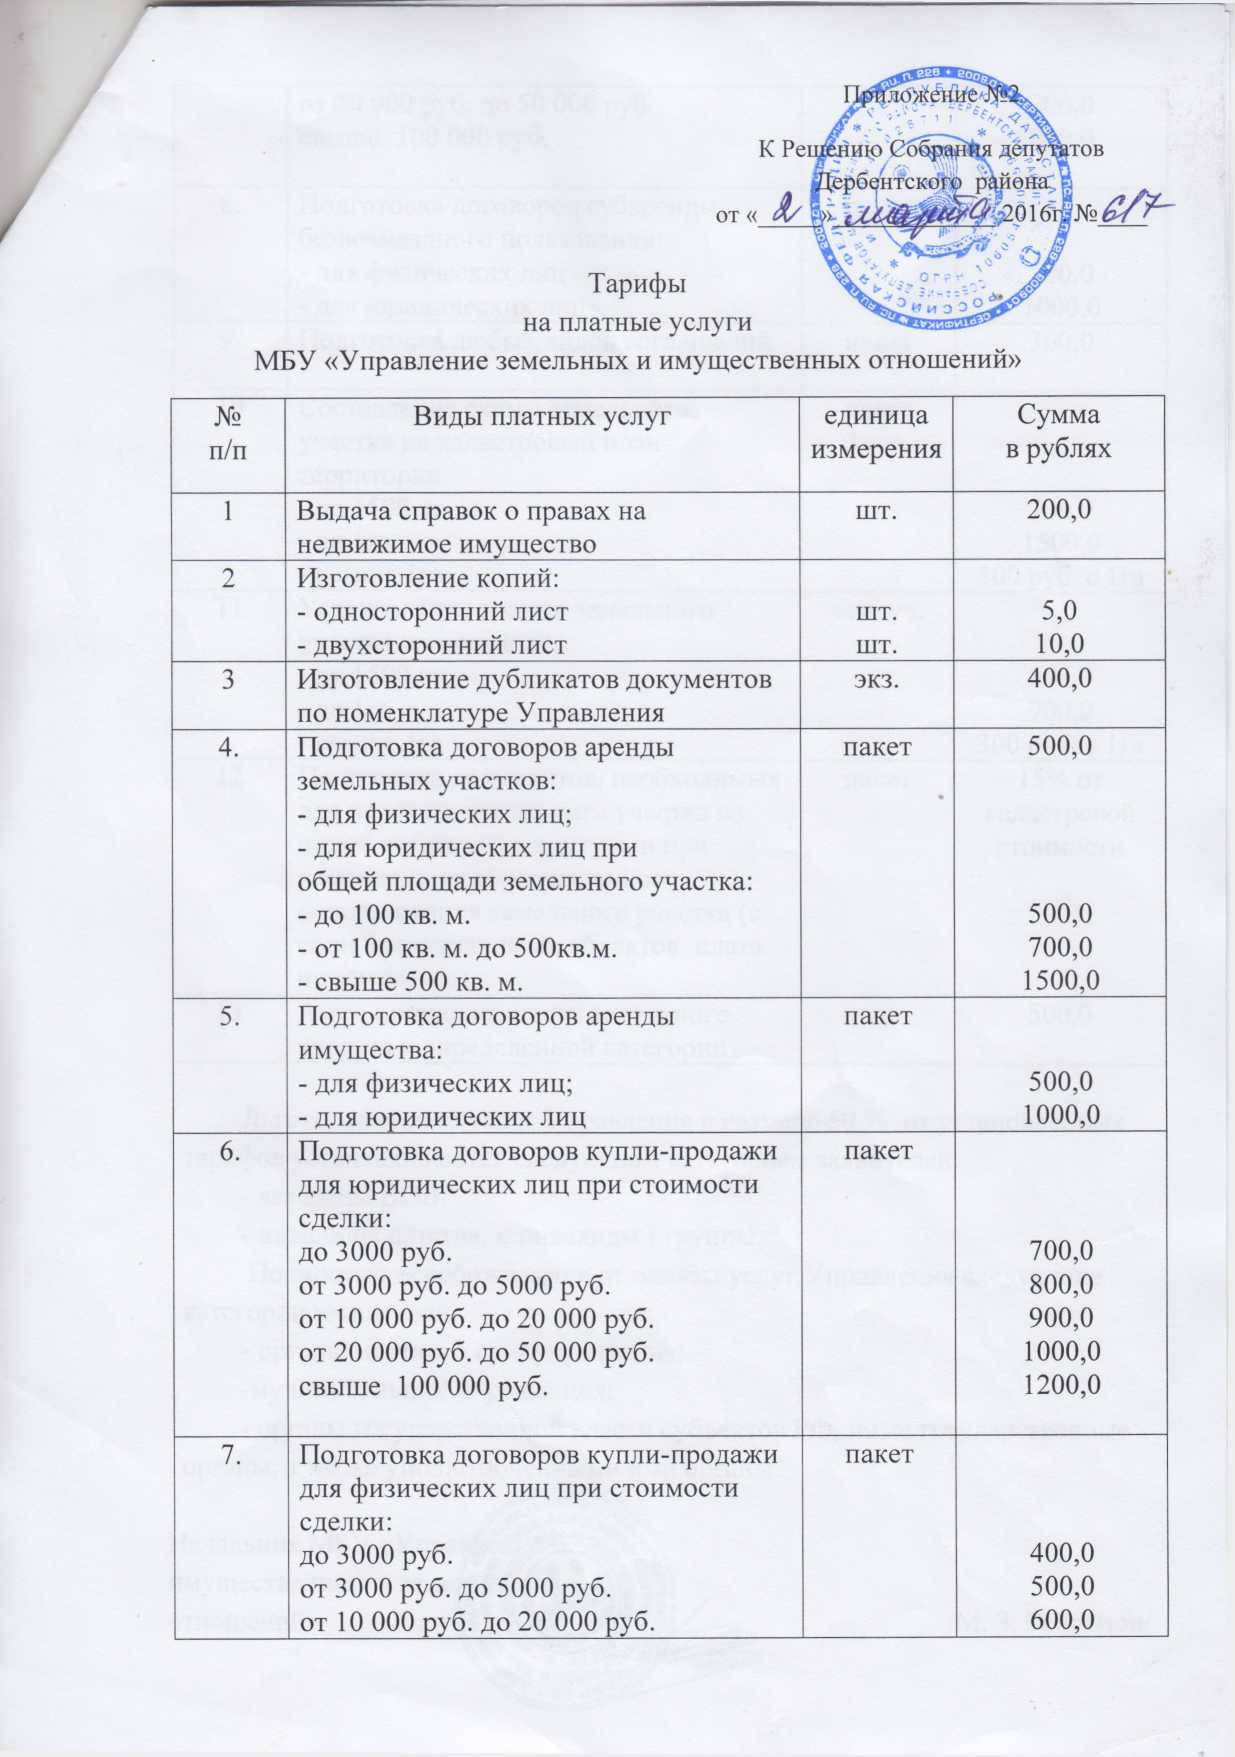 Приложение №2
К Решению Собрания депутатов
Дербентского района
от « 2 » марта 2016г. № 617
Тарифы
на платные услуги
МБУ «Управление земельных и имущественных отношений»
№ п/п Виды платных услуг единица измерения Сумма в рублях
1 Выдача справок о правах на шт. 200,0
недвижимое имущество
2 Изготовление копий:
- односторонний лист шт. 5,0
- двухсторонний лист шт. 10,0
3 Изготовление дубликатов документов экз. 400,0
по номенклатуре Управления
4. Подготовка договоров аренды пакет 500,0
земельных участков:
- для физических лиц;
- для юридических лиц при
общей площади земельного участка:
- до 100 кв. м. 500,0
- от 100 кв. м. до 500кв.м. 700,0
- свыше 500 кв. м. 1500,0
5. Подготовка договоров аренды пакет
имущества:
- для физических лиц; 500,0
- для юридических лиц 1000,0
6. Подготовка договоров купли-продажи пакет
для юридических лиц при стоимости
сделки:
до 3000 руб. 700,0
от 3000 руб. до 5000 руб. 800,0
от 10 000 руб. до 20 000 руб. 900,0
от 20 000 руб. до 50 000 руб. 1000,0
свыше 100 000 руб. 1200,0
7. Подготовка договоров купли-продажи пакет
для физических лиц при стоимости
сделки:
до 3000 руб. 400,0
от 3000 руб. до 5000 руб. 500,0
от 10 000 руб. до 20 000 руб. 600,0